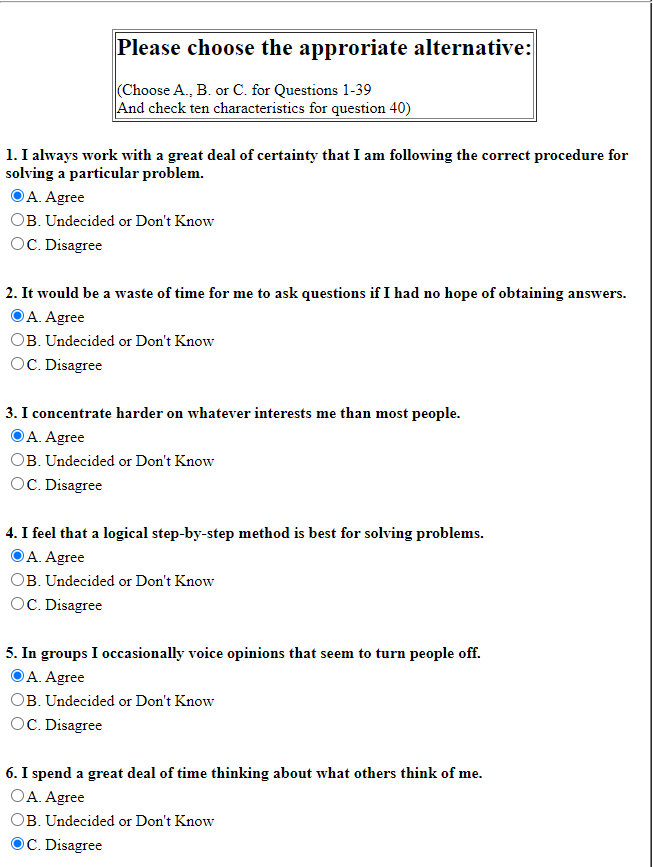 Please choose the approriate alternative:
(Choose A., B. or C. for Questions 1-39
And check ten characteristics for question 40)
1. I always work with a great deal of certainty that I am following the correct procedure for
solving a particular problem.
A. Agree
B. Undecided or Don't Know
C. Disagree
2. It would be a waste of time for me to ask questions if I had no hope of obtaining answers.
A. Agree
B. Undecided or Don't Know
C. Disagree
3. I concentrate harder on whatever interests me than most people.
A. Agree
B. Undecided or Don't Know
C. Disagree
4. I feel that a logical step-by-step method is best for solving problems.
A. Agree
B. Undecided or Don't Know
C. Disagree
5. In groups I occasionally voice opinions that seem to turn people off.
A. Agree
B. Undecided or Don't Know
C. Disagree
6. I spend a great deal of time thinking about what others think of me.
A. Agree
B. Undecided or Don't Know
C. Disagree